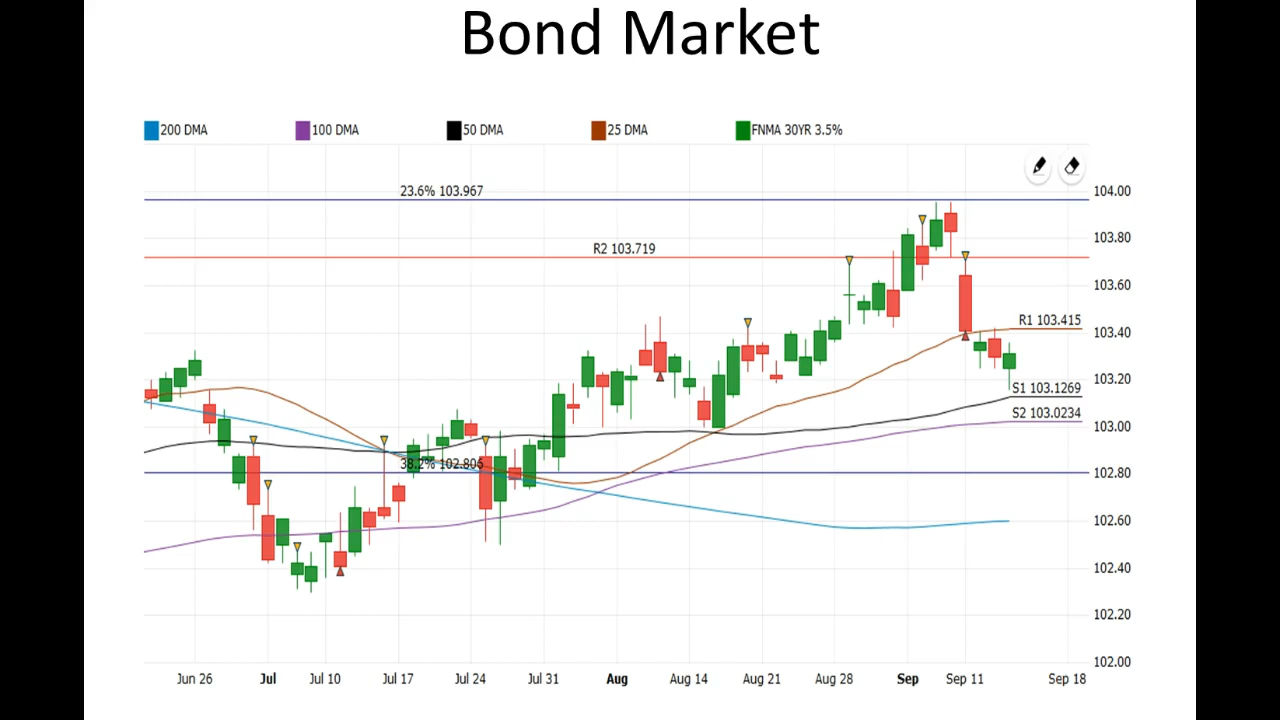 Bond Market
200 DMA 100 DMA 50 DMA 25 DMA FNMA 30YR 3.5%
23.6% 103.967
104.00
103.80
R2 103.719
103.60
R1 103.415
103.40
103.20
S1 103.1269
S2 103.0234
103.00
38.2% 102.806
102.80
102.60
102.40
102.20
102.00
Jun 26 Jul Jul 10 Jul 17 Jul 24 Jul 31 Aug Aug 14 Aug 21 Aug 28 Sep Sep 11 Sep 18